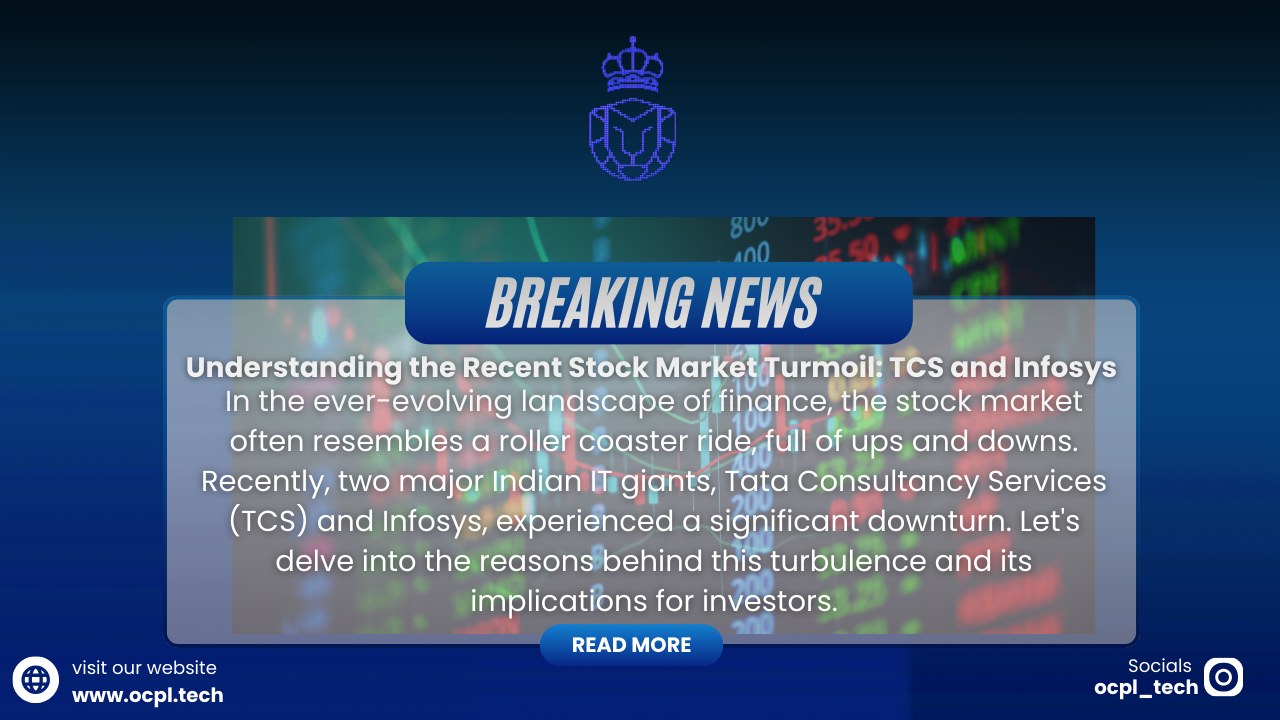 BREAKING NEWS
Understanding the Recent Stock Market Turmoil: TCS and Infosys
In the ever-evolving landscape of finance, the stock market
often resembles a roller coaster ride, full of ups and downs.
Recently, two major Indian IT giants, Tata Consultancy Services
(TCS) and Infosys, experienced a significant downturn. Let's
delve into the reasons behind this turbulence and its
implications for investors.
READ MORE
visit our website
www.ocpl.tech
Socials
ocpl_tech